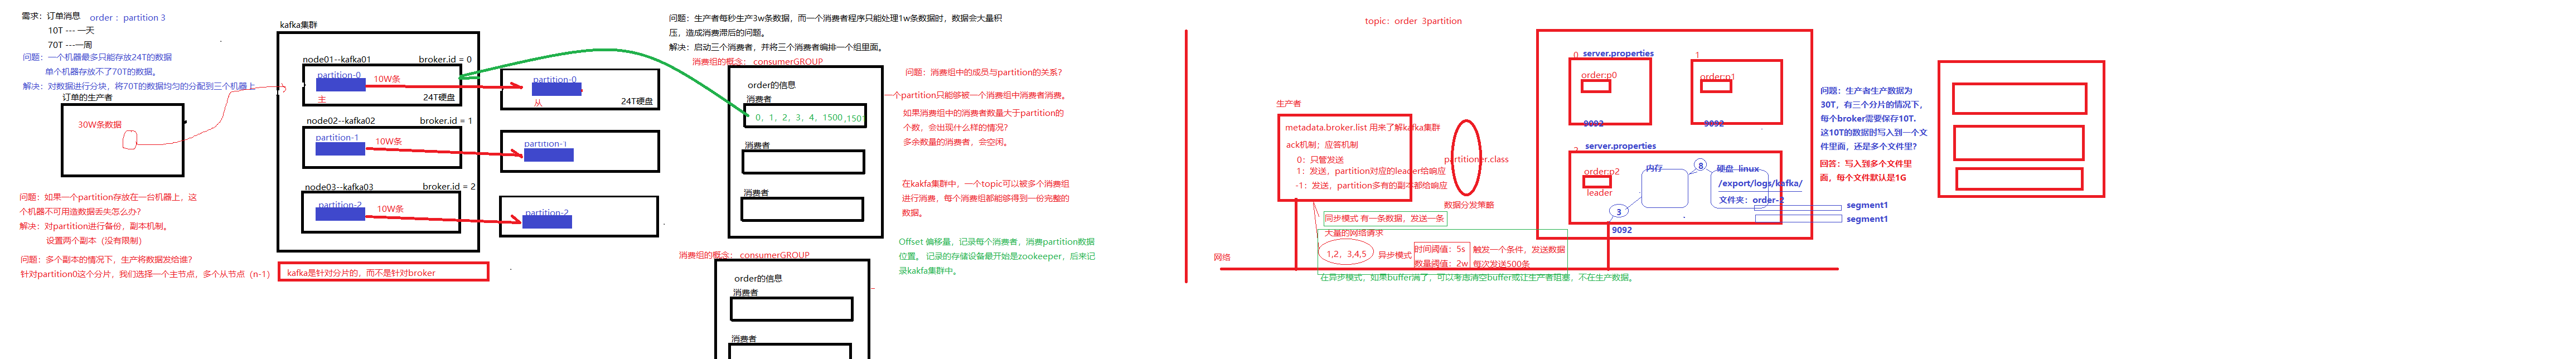 需求：订单消息
order ：partition 3
10T --- 一天
70T ---一周
问题：一个机器最多只能存放24T的数据
单个机器存放不了70T的数据。
解决：对数据进行分块，将70T的数据均匀的分配到三个机器上
订单的生产者
30W条数据
问题：如果一个partition存放在一台机器上，这
个机器不可用造数据丢失怎么办？
解决：对partition进行备份，副本机制。
设置两个副本（没有限制）
问题：多个副本的情况下，生产将数据发给谁？
针对partition0这个分片，我们选择一个主节点，多个从节点（n-1）
kafka集群
node01--kafka01
broker.id = 0
partition-0
10W条
主
24T硬盘
node02--kafka02
broker.id = 1
partition-1
10W条
node03--kafka03
broker.id = 2
partition-2
10W条
kafka是针对分片的，而不是针对broker
partition-0
从
24T硬盘
partition-1
partition-2
问题：生产者每秒生产3w条数据，而一个消费者程序只能处理1w条数据时，数据会大量积
压，造成消费滞后的问题。
解决：启动三个消费者，并将三个消费者编排一个组里面。
消费组的概念： consumerGROUP
order的信息
消费者
0，1，2，3，4，1500 ,1501
消费者
消费者
消费组的概念： consumerGROUP
order的信息
消费者
消费者
问题：消费组中的成员与partition的关系？
一个partition只能够被一个消费组中消费者消费。
如果消费组中的消费者数量大于partition的
个数，会出现什么样的情况？
多余数量的消费者，会空闲。
在kakfa集群中，一个topic可以被多个消费组
进行消费，每个消费组都能够得到一份完整的
数据。
Offset 偏移量，记录每个消费者，消费partition数据
位置。 记录的存储设备最开始是zookeeper，后来记
录kakfa集群中。
topic：order 3partition
生产者
metadata.broker.list 用来了解kafka集群
ack机制；应答机制
0：只管发送
1：发送，partition对应的leader给响应
-1：发送，partition多有的副本都给响应
partitioner.class
数据分发策略
同步模式 有一条数据，发送一条
大量的网络请求
1,2，3,4,5
异步模式
时间阈值：5s
数量阈值：2w
触发一个条件，发送数据
每次发送500条
在异步模式，如果buffer满了，可以考虑清空buffer或让生产者阻塞，不在生产数据。
网络
0
server.properties
order:p0
9092
1
order:p1
9092
2
server.properties
order:p2
leader
内存
8
3
硬盘 linux
/export/logs/kafka/
文件夹：order-2
segment1
segment1
9092
问题：生产者生产数据为
30T，有三个分片的情况下，
每个broker需要保存10T.
这10T的数据时写入到一个文
件里面，还是多个文件里?
回答：写入到多个文件里
面，每个文件默认是1G